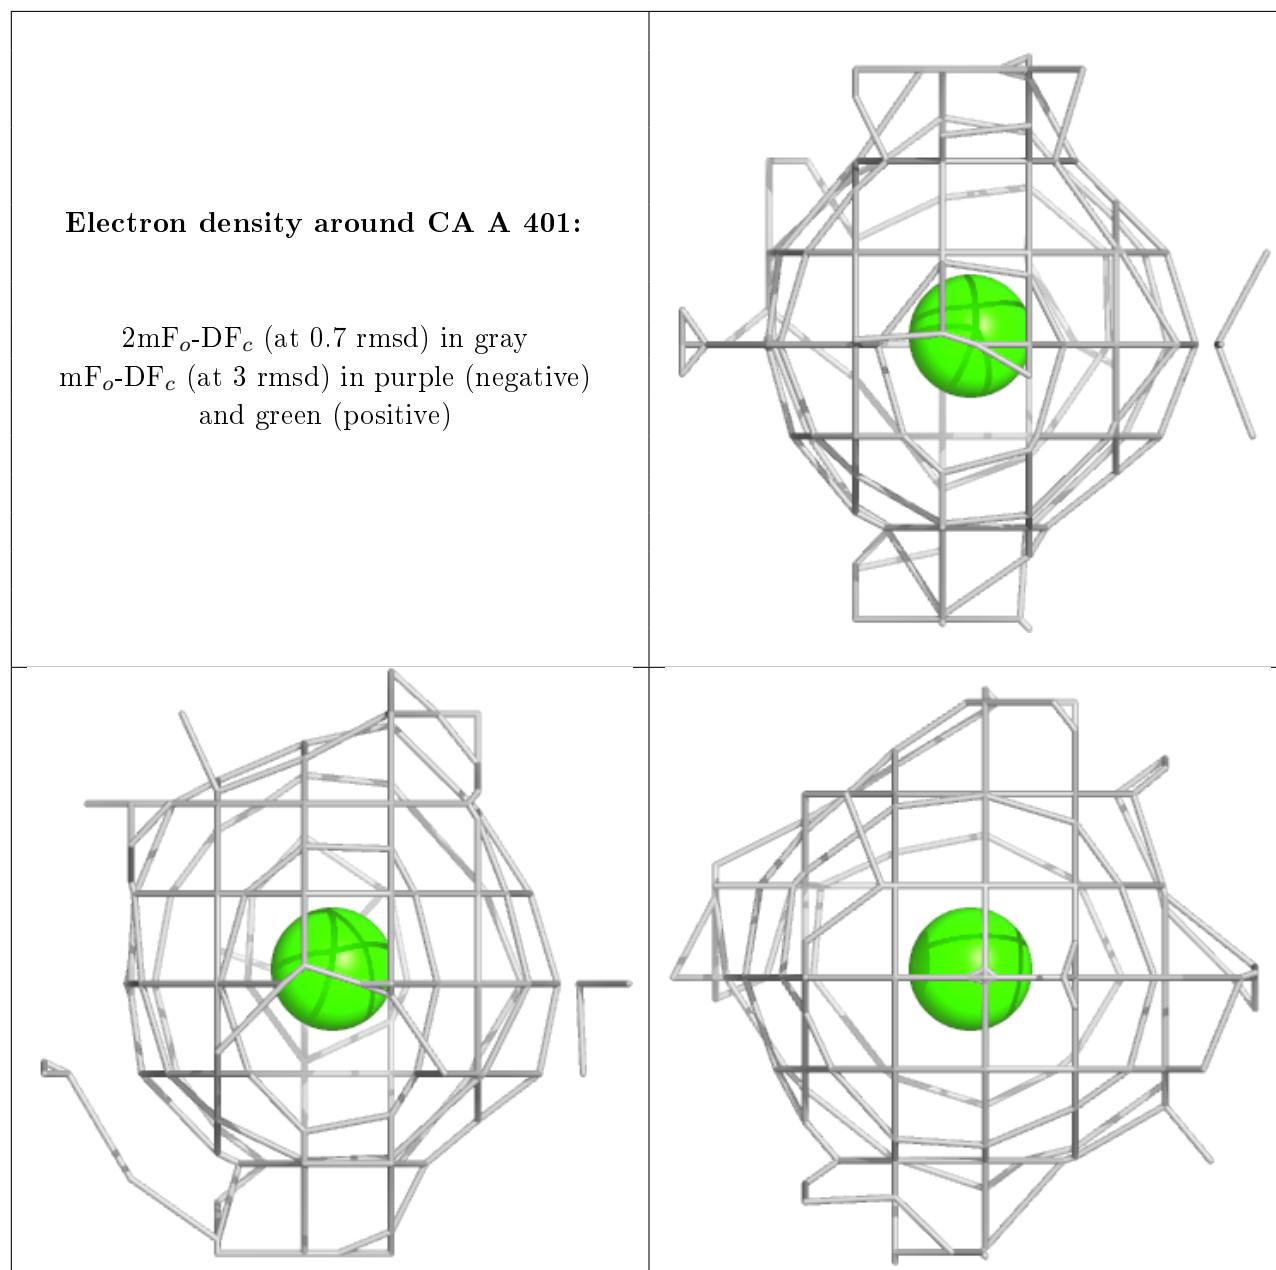 Electron density around CA A 401:
2mFo-DFc (at 0.7 rmsd) in gray
mFo-DFc (at 3 rmsd) in purple (negative)
and green (positive)